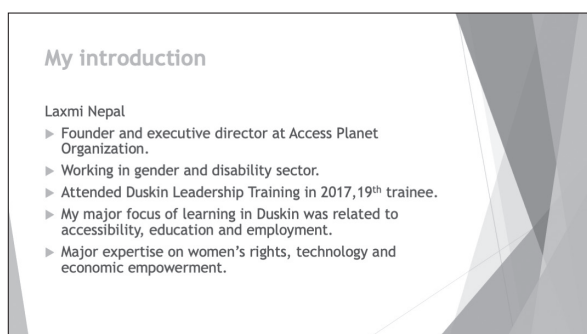 My introduction
Laxmi Nepal
▶ Founder and executive director at Access Planet
Organization.
▶ Working in gender and disability sector.
▶ Attended Duskin Leadership Training in 2017,19th trainee.
▶ My major focus of learning in Duskin was related to
accessibility, education and employment.
▶ Major expertise on women’s rights, technology and
economic empowerment.